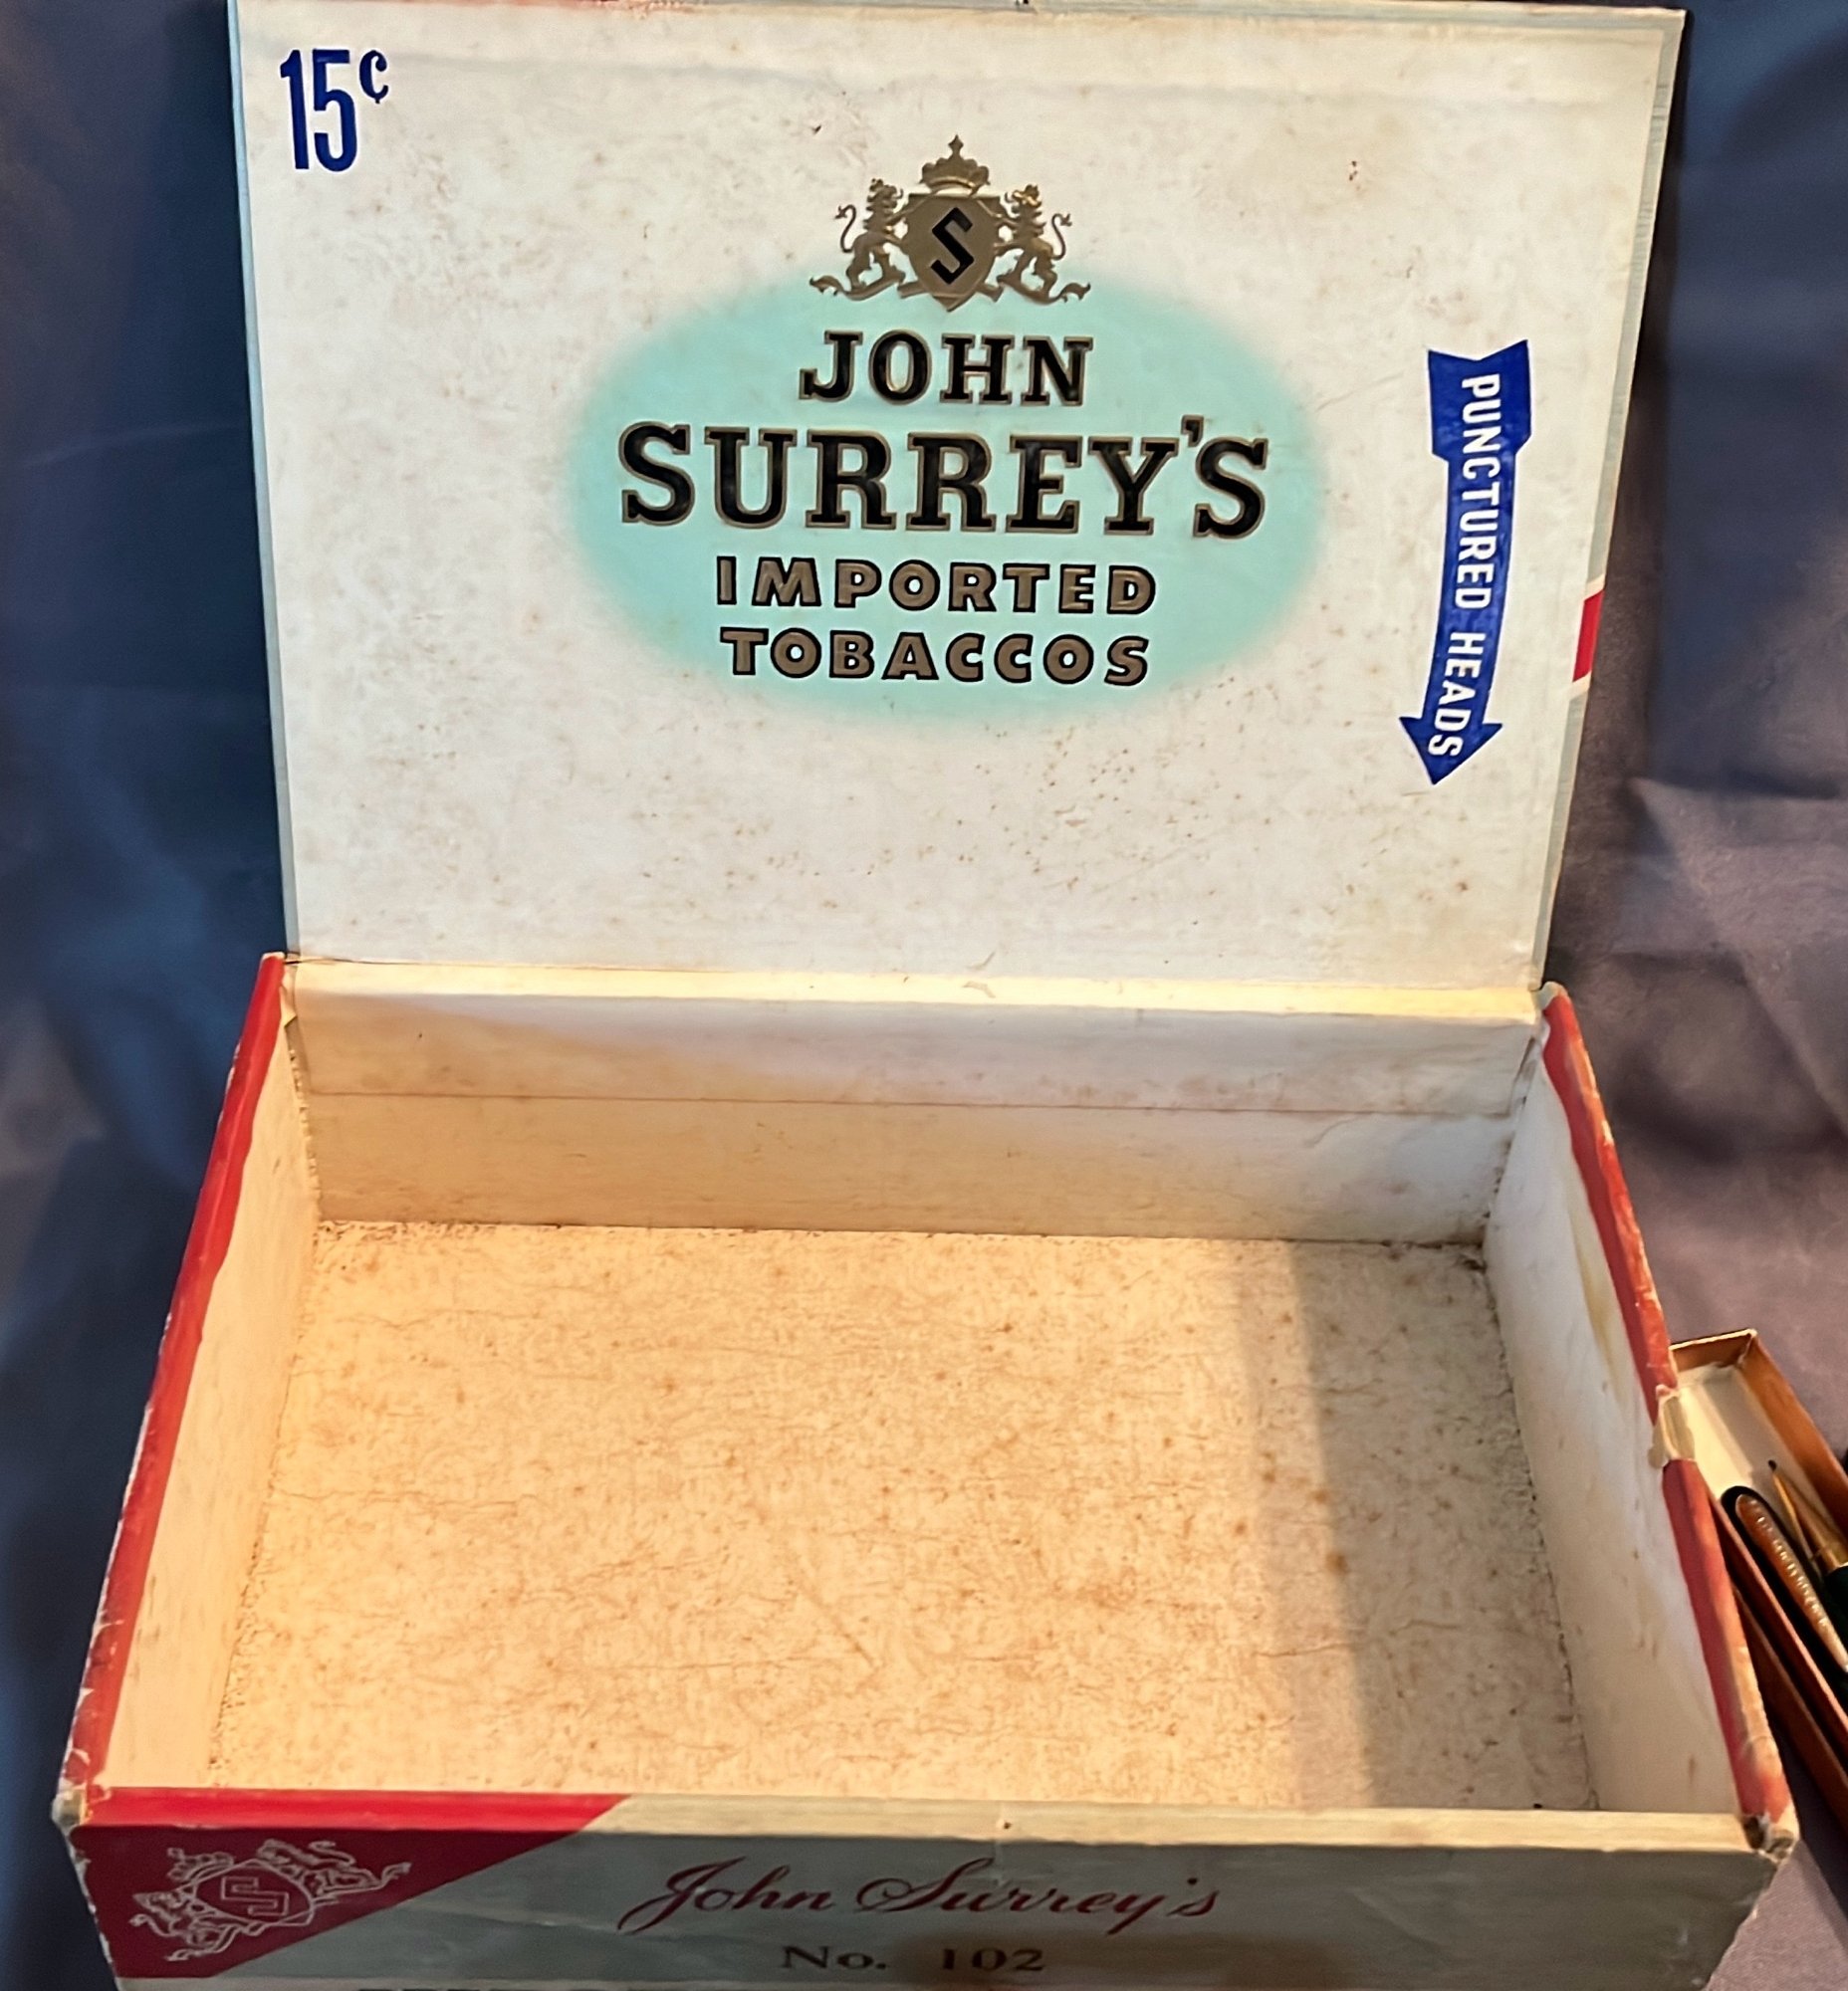 15¢
S
JOHN
SURREY'S
IMPORTED
TOBACCOS
PUNCTURED HEADS
S
John Surrey's
No. 102